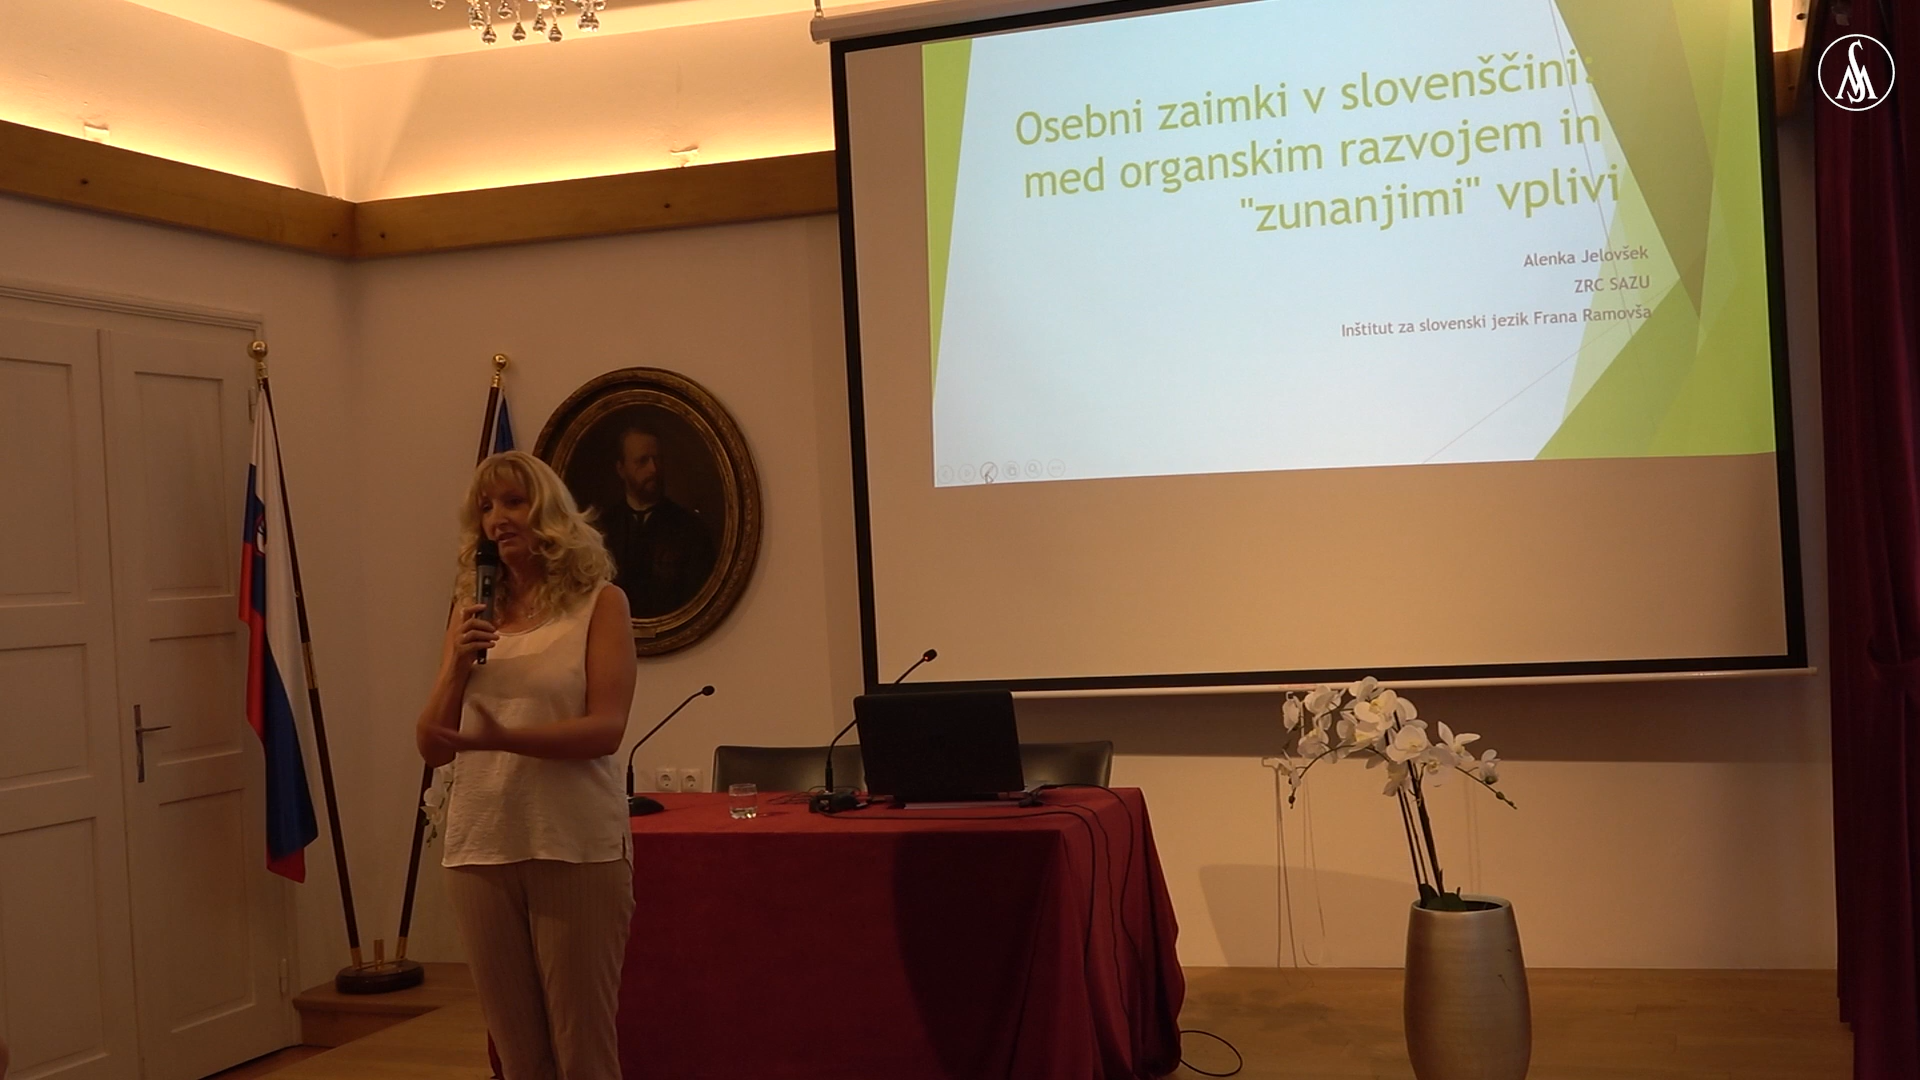 Osebni zaimki v slovenščini:
med organskim razvojem in
"zunanjimi" vplivi
Alenka Jelovšek
ZRC SAZU
Inštitut za slovenski jezik Frana Ramovša